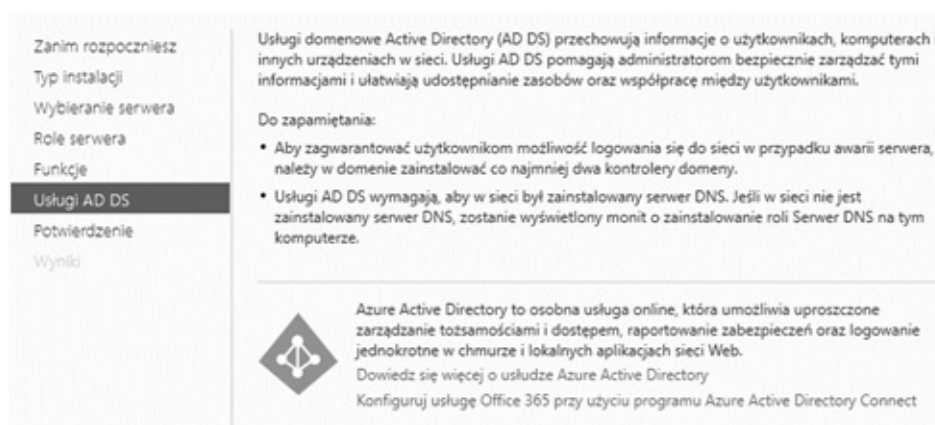 Zanim rozpoczniesz
Typ instalacji
Wybieranie serwera
Role serwera
Funkcje
Usługi AD DS
Potwierdzenie
Wyniki
Usługi domenowe Active Directory (AD DS) przechowują informacje o użytkownikach, komputerach i
innych urządzeniach w sieci. Usługi AD DS pomagają administratorom bezpiecznie zarządzać tymi
informacjami i ułatwiają udostępnianie zasobów oraz współpracę między użytkownikami.
Do zapamiętania:
• Aby zagwarantować użytkownikom możliwość logowania się do sieci w przypadku awarii serwera,
należy w domenie zainstalować co najmniej dwa kontrolery domeny.
• Usługi AD DS wymagają, aby w sieci był zainstalowany serwer DNS. Jeśli w sieci nie jest
zainstalowany serwer DNS, zostanie wyświetlony monit o zainstalowanie roli Serwer DNS na tym
komputerze.
Azure Active Directory to osobna usługa online, która umożliwia uproszczone
zarządzanie tożsamościami i dostępem, raportowanie zabezpieczeń oraz logowanie
jednokrotne w chmurze i lokalnych aplikacjach sieci Web.
Dowiedz się więcej o usłudze Azure Active Directory
Konfiguruj usługę Office 365 przy użyciu programu Azure Active Directory Connect